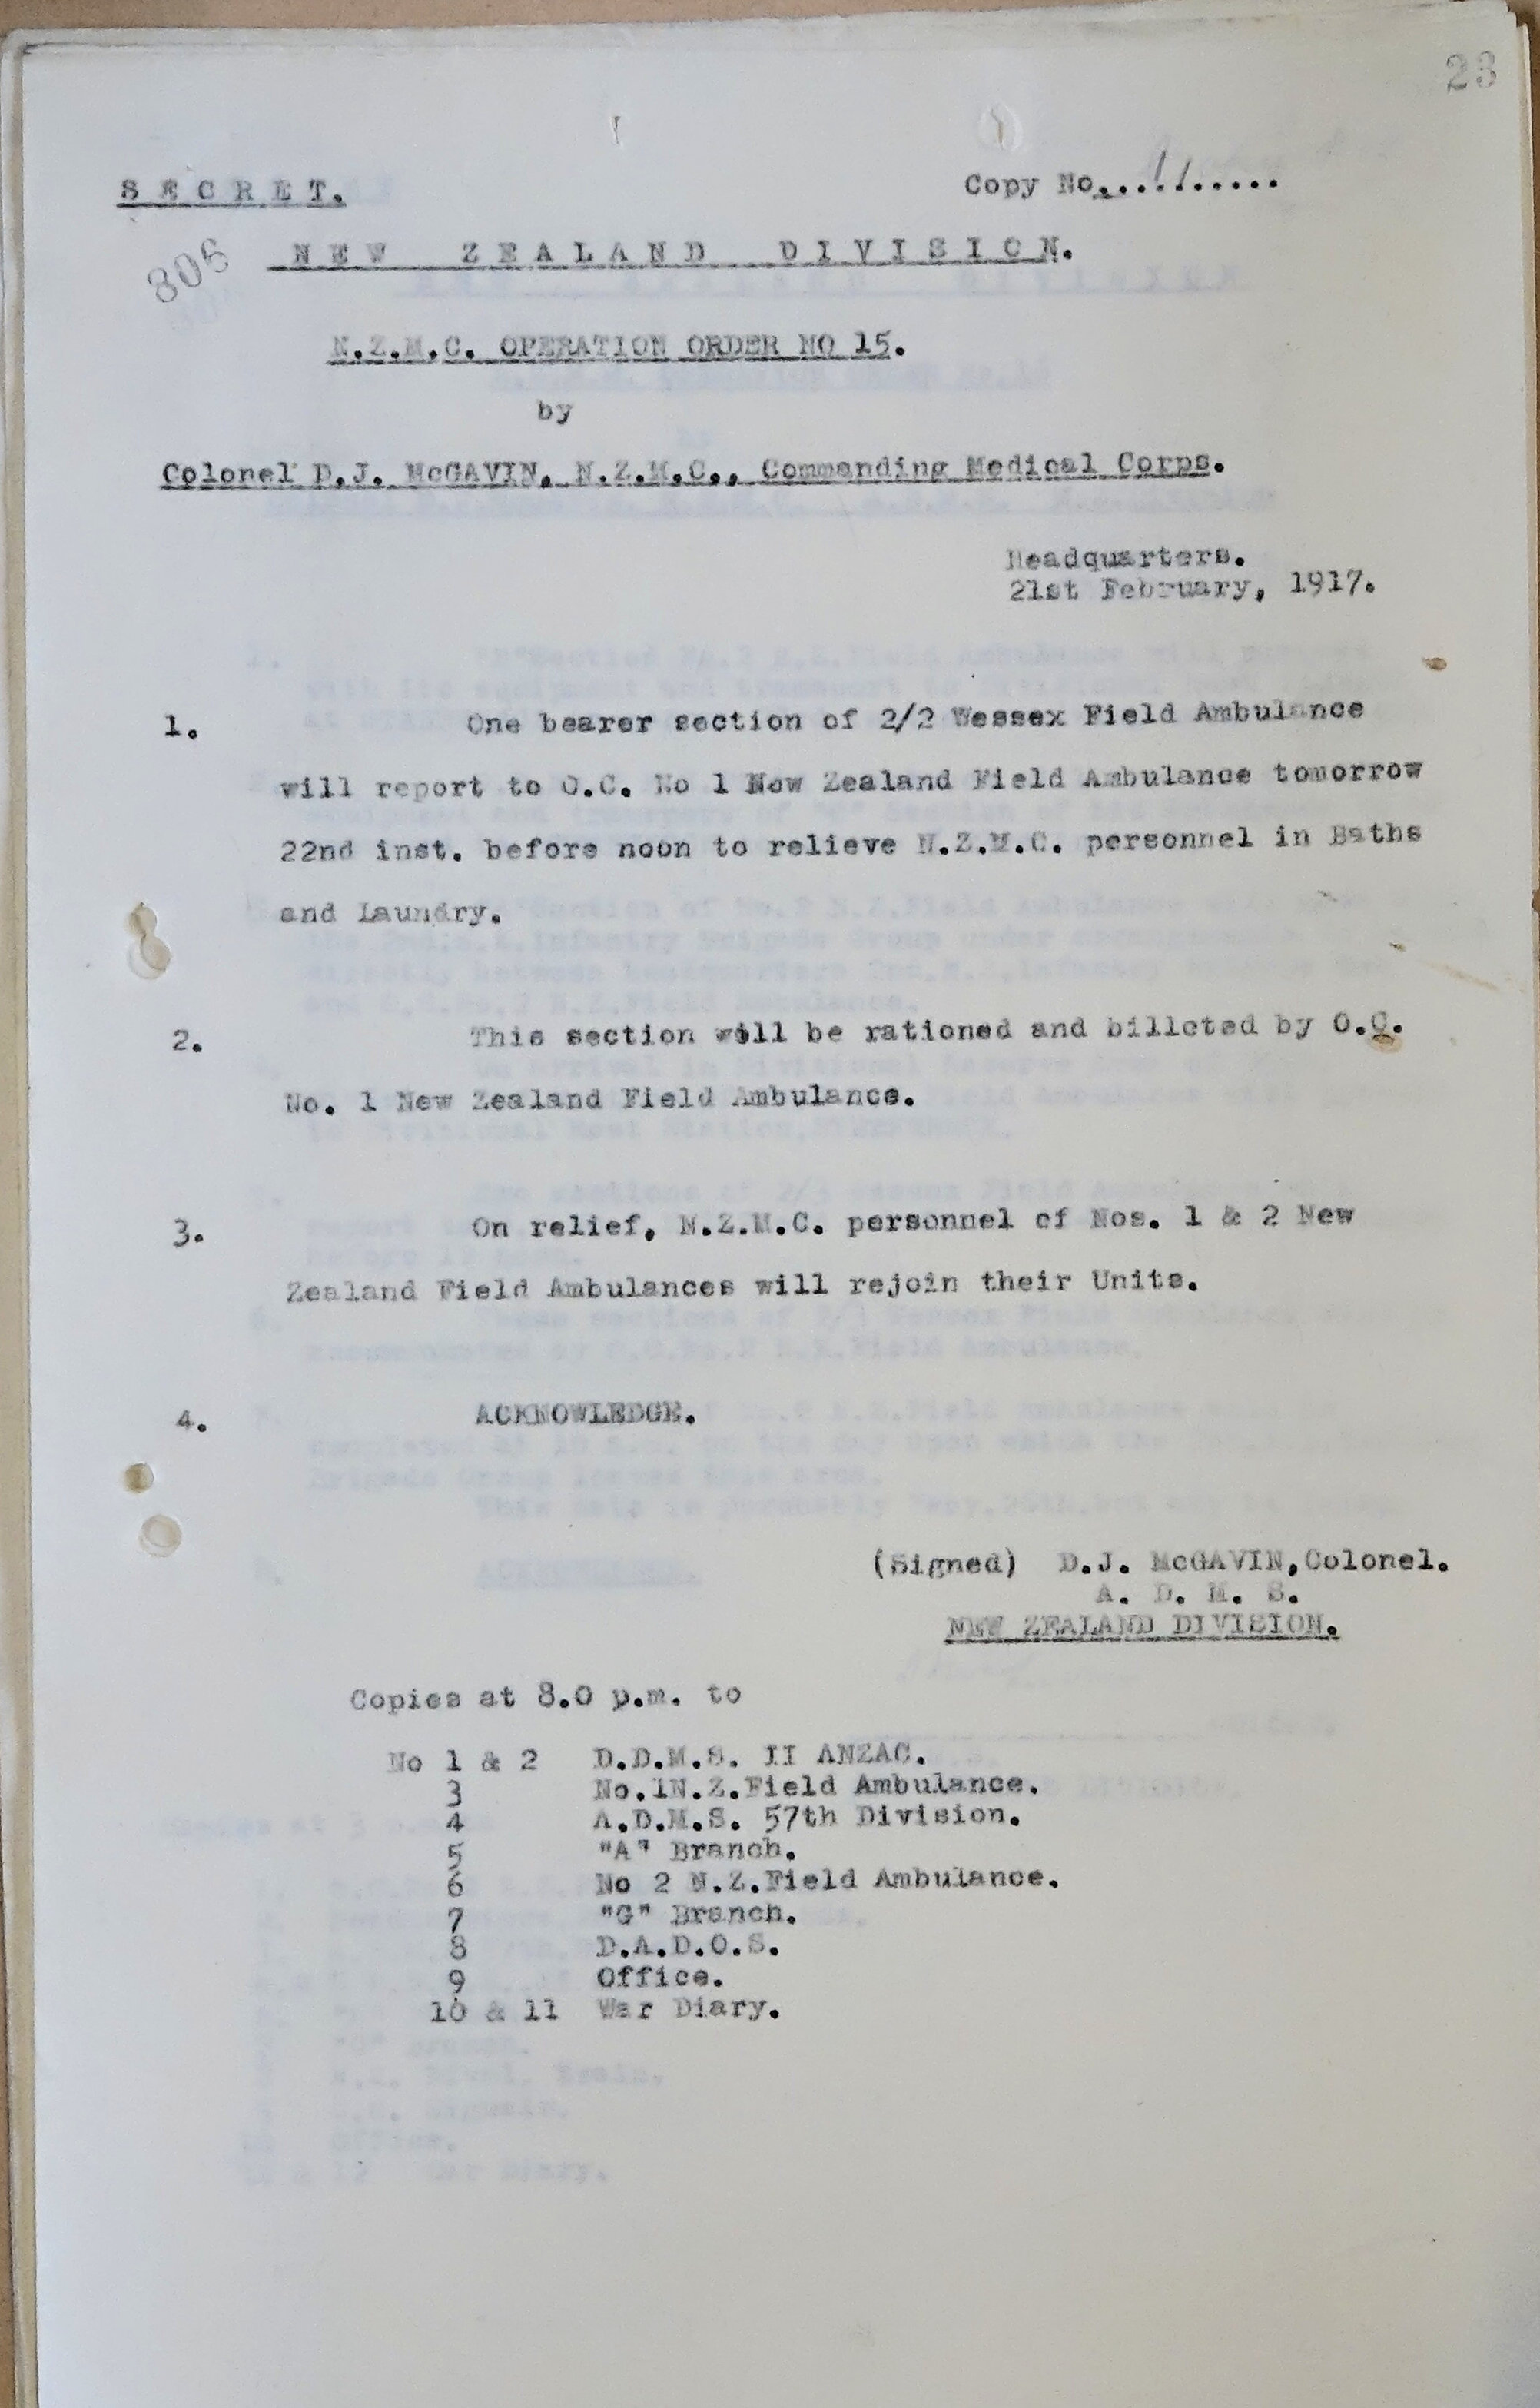 23
SECRET.
Copy No...11.....
806
NEW ZEALAND DIVISION.
N.Z.M.C. OPERATION ORDER NO 15.
by
Colonel D.J. McGAVIN, N.Z.M.C., Commanding Medical Corps.
Headquarters.
21st February, 1917.
1. One bearer section of 2/2 Wessex Field Ambulance
will report to O.C. No 1 New Zealand Field Ambulance tomorrow
22nd inst. before noon to relieve N.Z.M.C. personnel in Baths
and Laundry.
2. This section will be rationed and billeted by O.C.
No. 1 New Zealand Field Ambulance.
3. On relief, N.Z.M.C. personnel of Nos. 1 & 2 New
Zealand Field Ambulances will rejoin their Units.
4. ACKNOWLEDGE.
(Signed) D.J. McGAVIN,Colonel.
A. D. M. S.
NEW ZEALAND DIVISION.
Copies at 8.0 p.m. to
No 1 & 2 D.D.M.S. II ANZAC.
3 No.1N.Z.Field Ambulance.
4 A.D.M.S. 57th Division.
5 "A" Branch.
6 No 2 N.Z.Field Ambulance.
7 "G" Branch.
8 D.A.D.O.S.
9 Office.
10 & 11 War Diary.